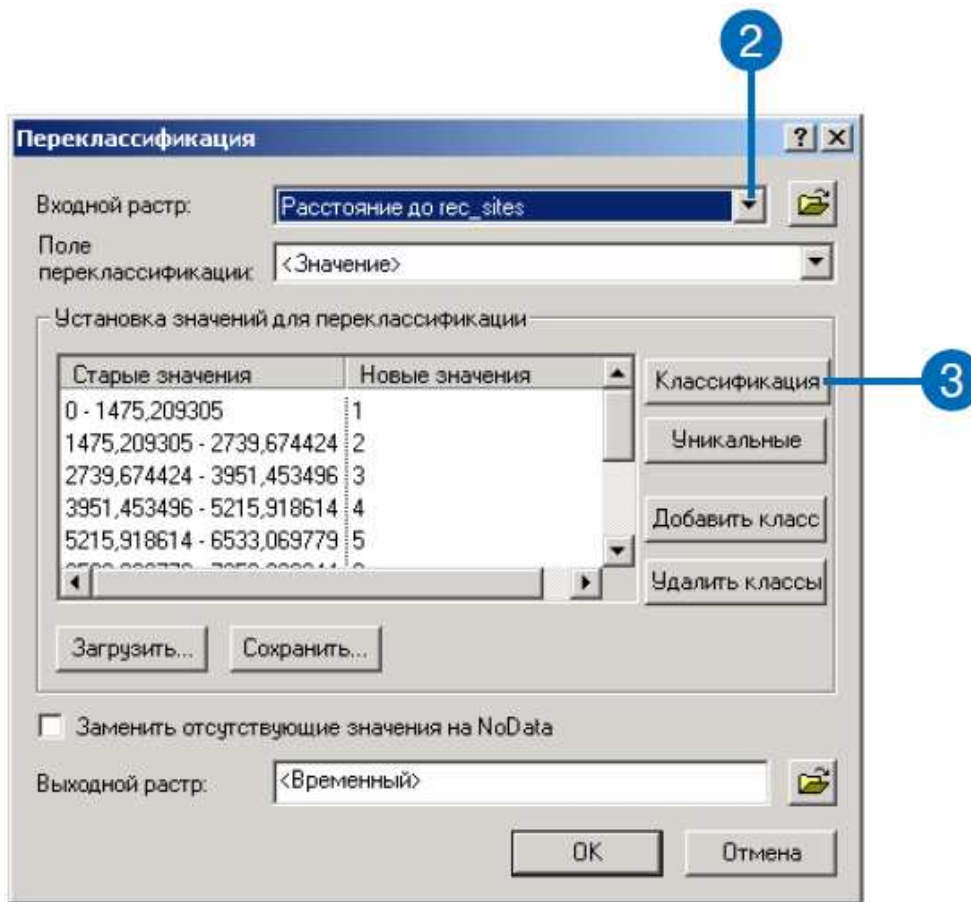 2
Переклассификация
Входной растр: Расстояние до rec_sites
Поле
переклассификации: <Значение>
Установка значений для переклассификации
Старые значения Новые значения
Классификация
3
0 - 1475,209305 1
1475,209305 - 2739,674424 2
Уникальные
2739,674424 - 3951,453496 3
3951,453496 - 5215,918614 4
Добавить класс
5215,918614 - 6533,069779 5
Удалить классы
Загрузить... Сохранить...
Заменить отсутствующие значения на NoData
Выходной растр: <Временный>
OK Отмена